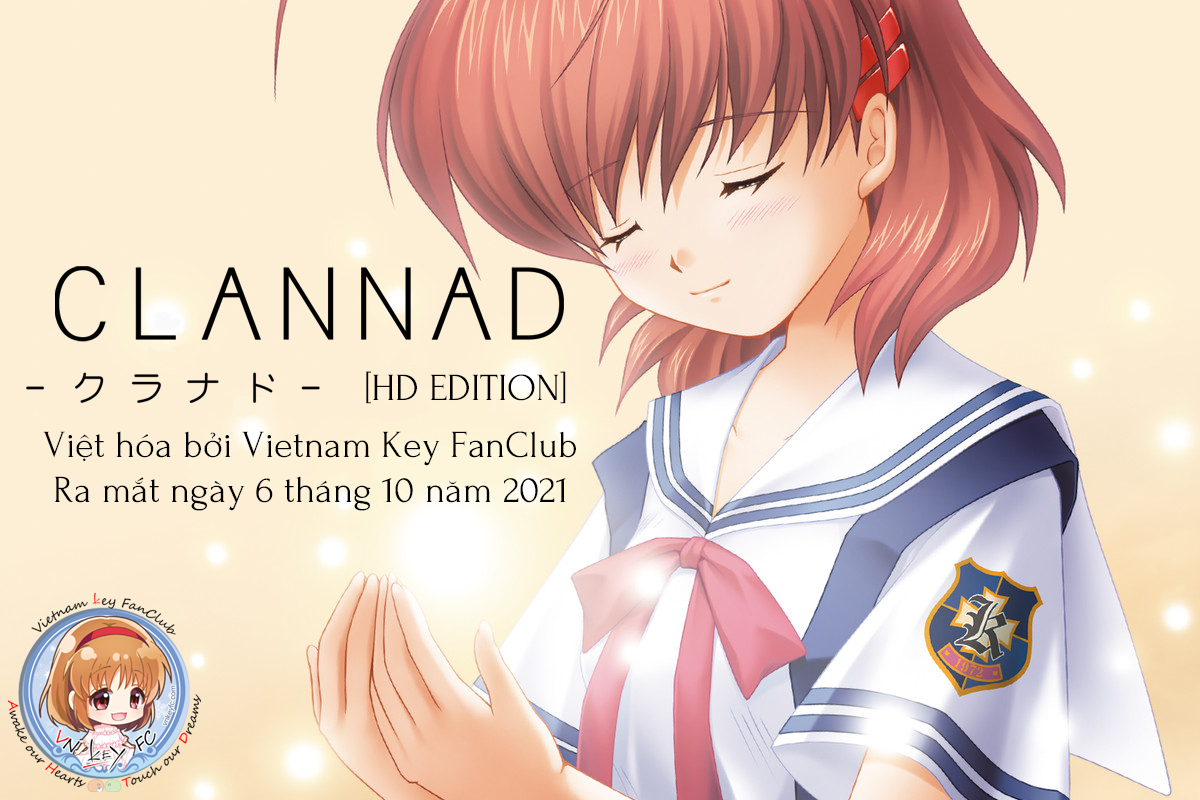 CLANNAD
-クラナド- [HD EDITION]
Việt hóa bởi Vietnam Key FanClub
Ra mắt ngày 6 tháng 10 năm 2021
K
1972
Vietnam key FanClub
VN KEY FC
Awake our Hearts Touch our Dreams